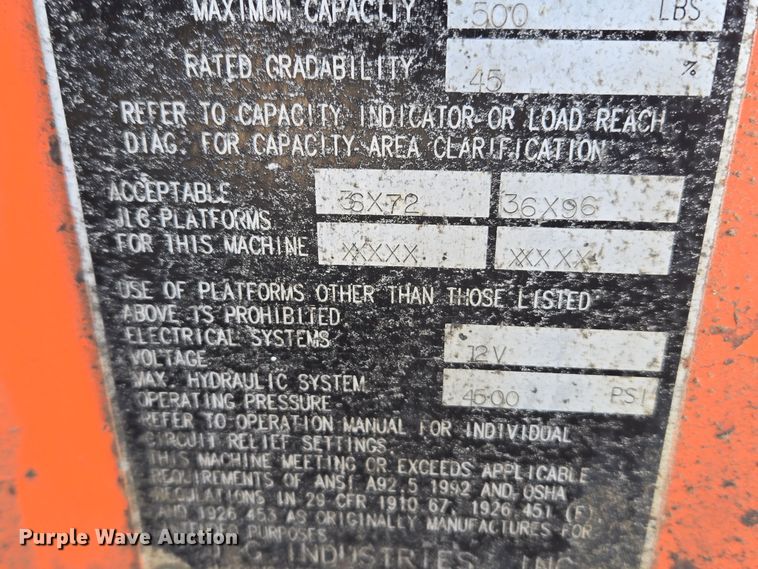 MAXIMUM CAPACITY 500 LBS
RATED GRADABILITY 45 %
REFER TO CAPACITY INDICATOR OR LOAD REACH
DIAG. FOR CAPACITY AREA CLARIFICATION
ACCEPTABLE 36X72 36X96
JLG PLATFORMS
FOR THIS MACHINE XXXXX XXXXX
USE OF PLATFORMS OTHER THAN THOSE LISTED
ABOVE IS PROHIBITED.
ELECTRICAL SYSTEMS
VOLTAGE 12V
MAX. HYDRAULIC SYSTEM
OPERATING PRESSURE 4500 PSI
REFER TO OPERATION MANUAL FOR INDIVIDUAL
CIRCUIT RELIEF SETTINGS.
THIS MACHINE MEETING OR EXCEEDS APPLICABLE
REQUIREMENTS OF ANSI A92.5 1992 AND OSHA
REGULATIONS IN 29 CFR 1910.67, 1926.451 (F)
AND 1926.453 AS ORIGINALLY MANUFACTURES FOR
PURPOSES
INDUSTRIES, INC
Purple Wave Auction